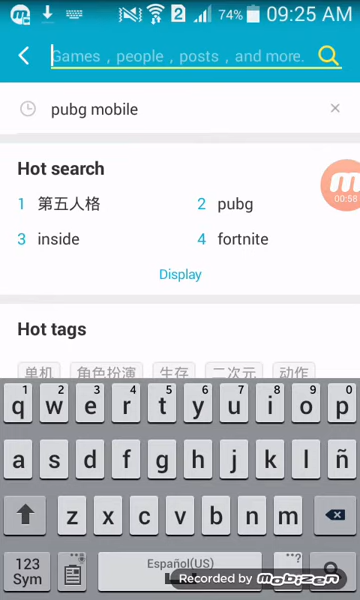 2 74% 09:25 AM
Games , people , posts , and more.
pubg mobile
Hot search
00:58
1 第五人格 2 pubg
3 inside 4 fortnite
Display
Hot tags
单机 角色扮演 生存 二次元 动作
1 2 3 4 5 6 7 8 9 0
q w e r t y u i o p
a s d f g h j k l ñ
z x c v b n m
123 Sym Español(US) ..?
Recorded by mobizen